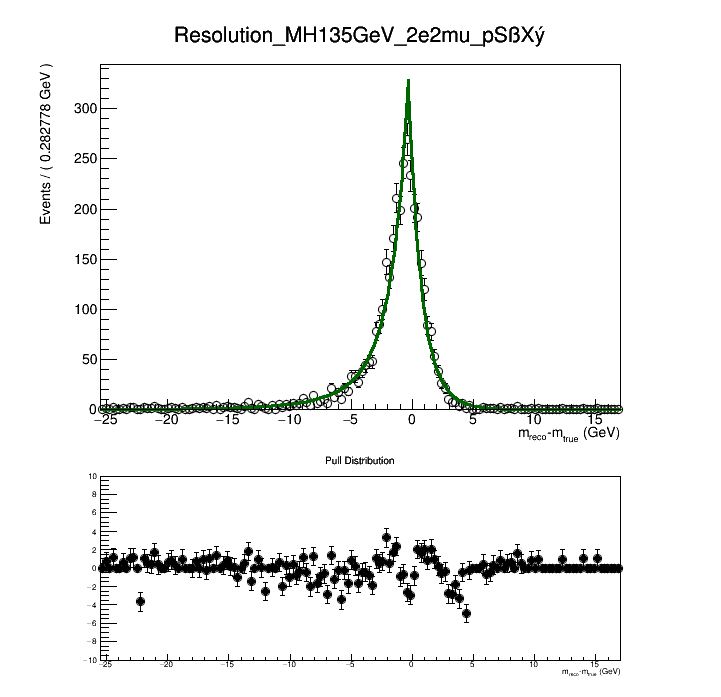 Resolution_MH135GeV_2e2mu_pSßXý
Events / ( 0.282778 GeV )
300
250
200
150
100
50
0
−25 −20 −15 −10 −5 0 5 10 15
m_reco-m_true (GeV)
Pull Distribution
10
8
6
4
2
0
−2
−4
−6
−8
−10
−25 −20 −15 −10 −5 0 5 10 15
m_reco-m_true (GeV)